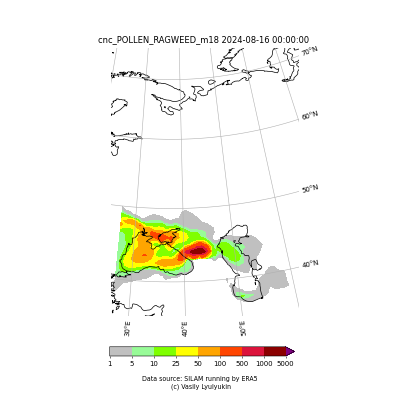 cnc_POLLEN_RAGWEED_m18 2024-08-16 00:00:00
70°N
60°N
50°N
40°N
30°E
40°E
50°E
1 5 10 25 50 100 500 1000 5000
Data source: SILAM running by ERA5
(c) Vasily Lyulyukin